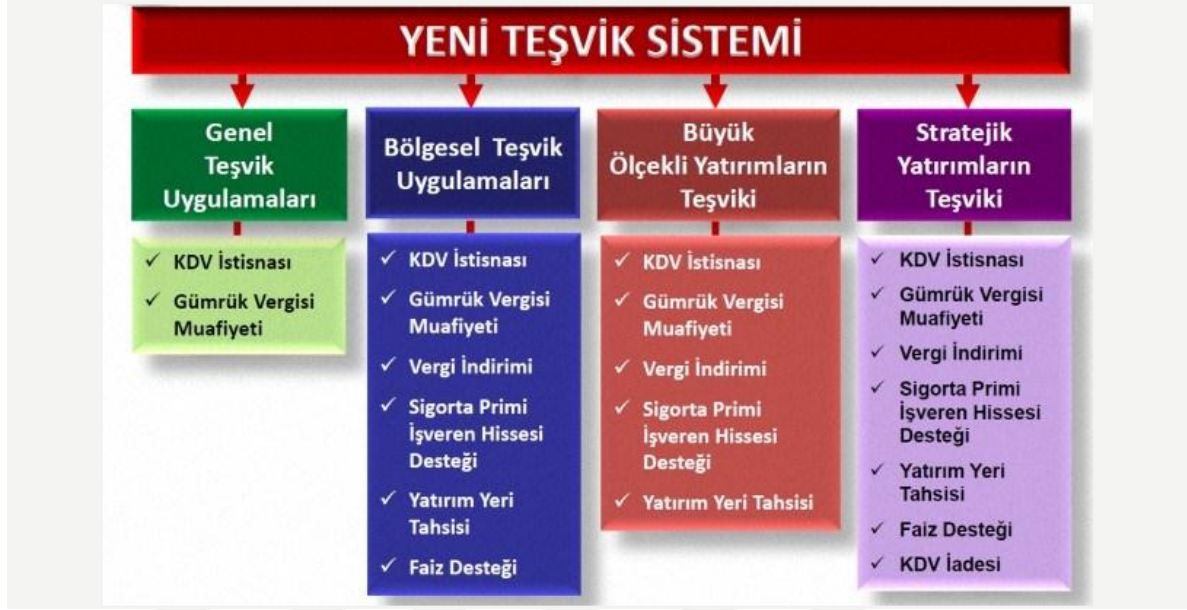 YENİ TEŞVİK SİSTEMİ
Genel
Teşvik
Uygulamaları
✓ KDV İstisnası
✓ Gümrük Vergisi
Muafiyeti
Bölgesel Teşvik
Uygulamaları
✓ KDV İstisnası
✓ Gümrük Vergisi
Muafiyeti
✓ Vergi İndirimi
✓ Sigorta Primi
İşveren Hissesi
Desteği
✓ Yatırım Yeri
Tahsisi
✓ Faiz Desteği
Büyük
Ölçekli Yatırımların
Teşviki
✓ KDV İstisnası
✓ Gümrük Vergisi
Muafiyeti
✓ Vergi İndirimi
✓ Sigorta Primi
İşveren Hissesi
Desteği
✓ Yatırım Yeri Tahsisi
Stratejik
Yatırımların
Teşviki
✓ KDV İstisnası
✓ Gümrük Vergisi
Muafiyeti
✓ Vergi İndirimi
✓ Sigorta Primi
İşveren Hissesi
Desteği
✓ Yatırım Yeri
Tahsisi
✓ Faiz Desteği
✓ KDV İadesi